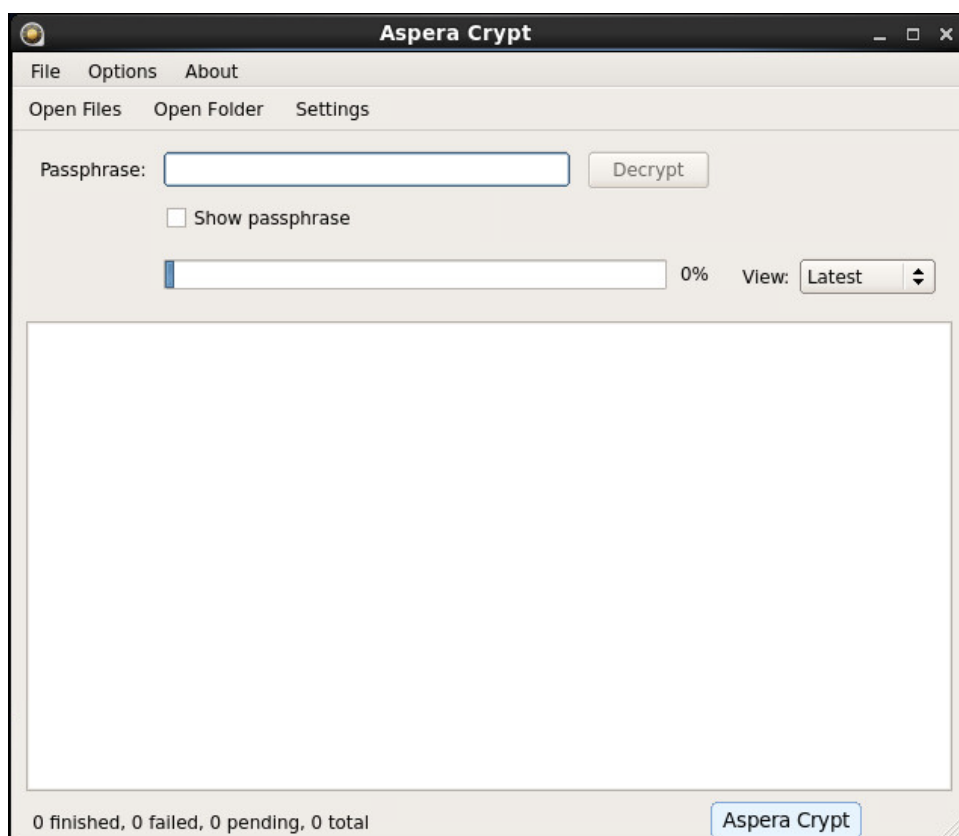 Aspera Crypt
File Options About
Open Files Open Folder Settings
Passphrase: Decrypt
Show passphrase
0% View: Latest
0 finished, 0 failed, 0 pending, 0 total Aspera Crypt